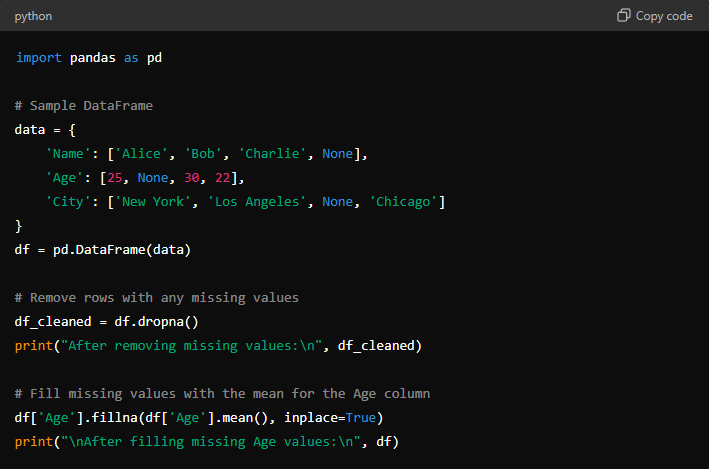 python
Copy code
import pandas as pd
# Sample DataFrame
data = {
    'Name': ['Alice', 'Bob', 'Charlie', None],
    'Age': [25, None, 30, 22],
    'City': ['New York', 'Los Angeles', None, 'Chicago']
}
df = pd.DataFrame(data)
# Remove rows with any missing values
df_cleaned = df.dropna()
print("After removing missing values:\n", df_cleaned)
# Fill missing values with the mean for the Age column
df['Age'].fillna(df['Age'].mean(), inplace=True)
print("\nAfter filling missing Age values:\n", df)